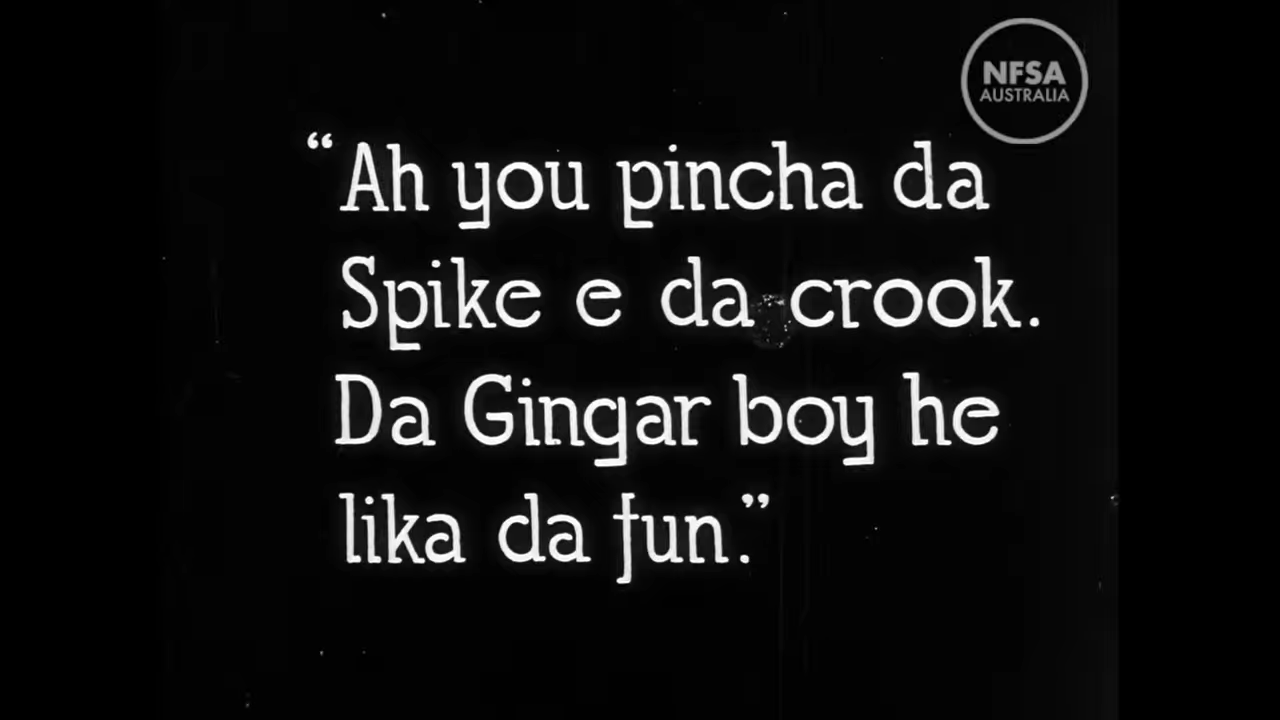 NFSA
AUSTRALIA
“Ah you pincha da
Spike e da crook.
Da Gingar boy he
lika da fun.”